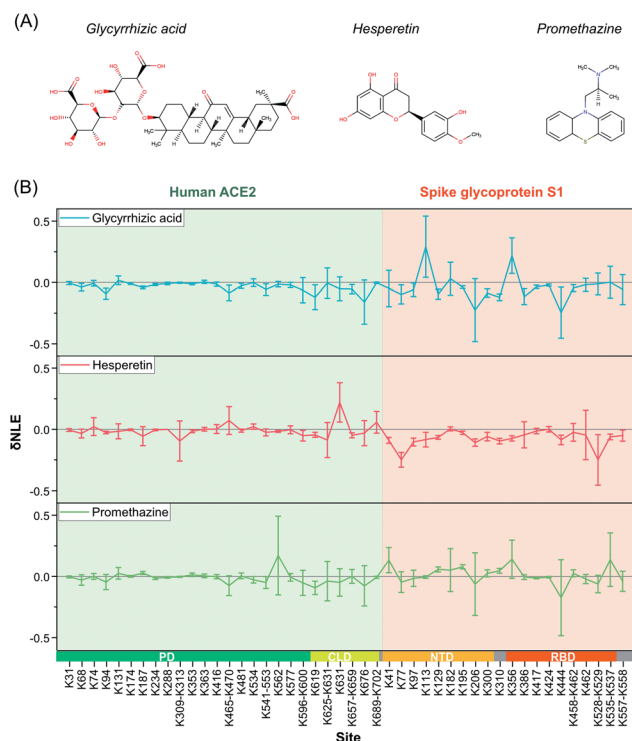 (A)
Glycyrrhizic acid
Hesperetin
Promethazine
(B)
Human ACE2
Spike glycoprotein S1
Glycyrrhizic acid
0.5
0.0
-0.5
Hesperetin
0.5
0.0
-0.5
Promethazine
0.5
0.0
-0.5
δNLE
PD
CLD
NTD
RBD
K31
K68
K74
K94
K131
K174
K187
K234
K288
K309-K313
K353
K363
K416
K465-K470
K481
K534
K541-553
K562
K577
K596-K600
K619
K625-K631
K631
K657-K659
K676
K689-K702
K41
K77
K97
K113
K129
K182
K195
K206
K300
K310
K356
K386
K417
K424
K444
K458-K462
K462
K528-K529
K535-K537
K557-K558
Site